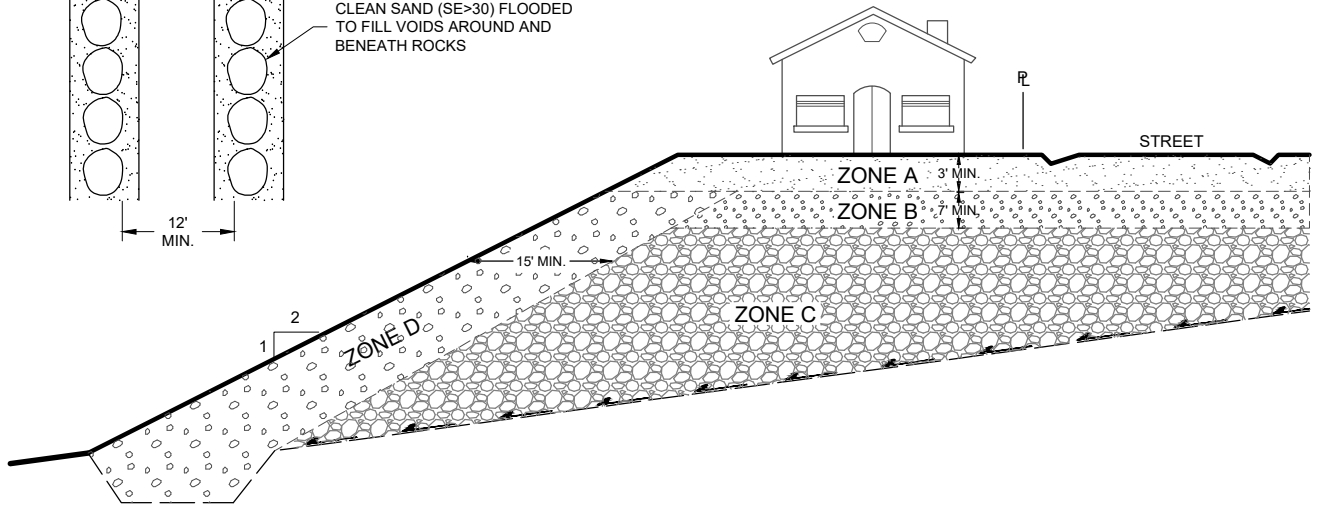 CLEAN SAND (SE>30) FLOODED
TO FILL VOIDS AROUND AND
BENEATH ROCKS
12'
MIN.
PL
STREET
ZONE A
3' MIN.
ZONE B
7' MIN.
15' MIN.
ZONE C
2
1
ZONE D